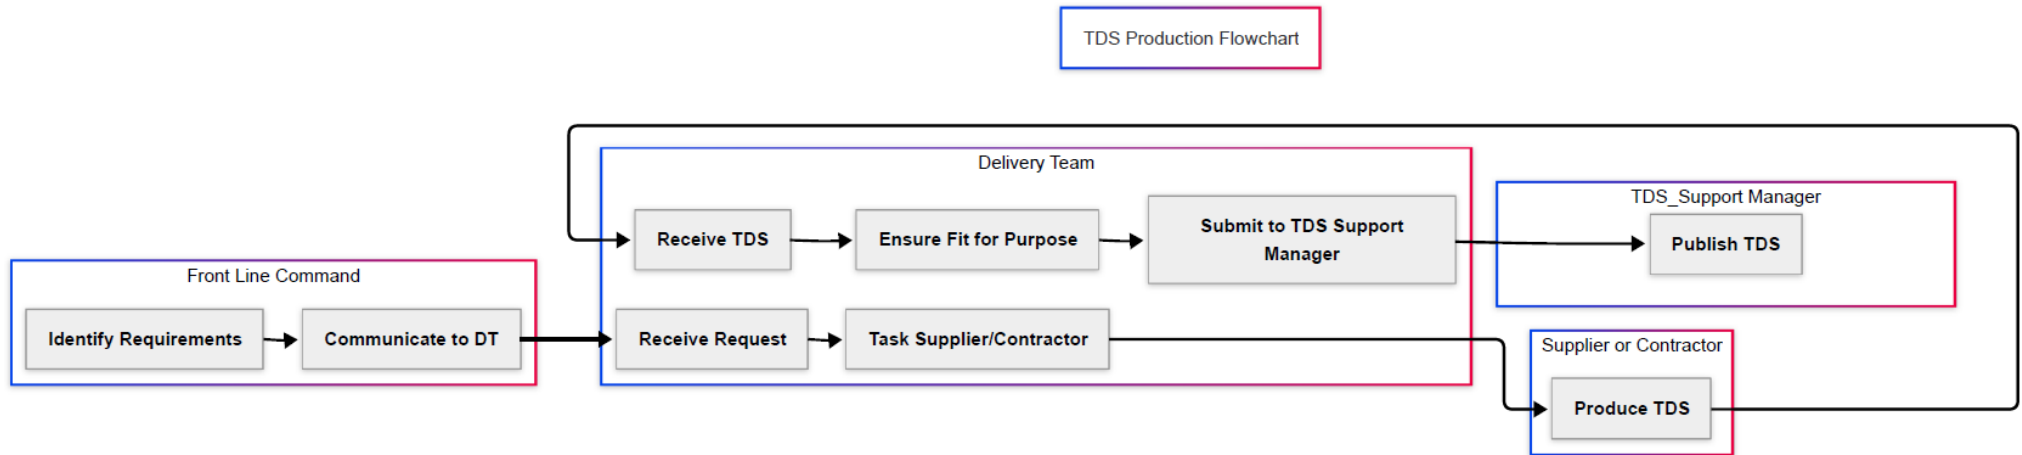 TDS Production Flowchart
Delivery Team
TDS_Support Manager
Receive TDS
Ensure Fit for Purpose
Submit to TDS Support
Manager
Publish TDS
Front Line Command
Identify Requirements
Communicate to DT
Receive Request
Task Supplier/Contractor
Supplier or Contractor
Produce TDS